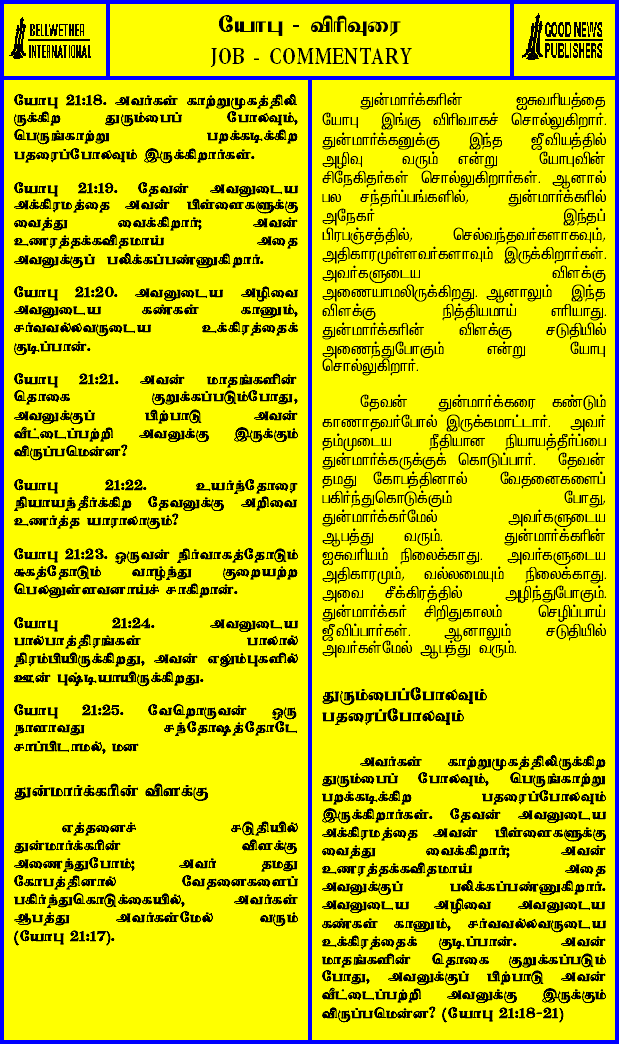 BELLWETHER
INTERNATIONAL
யோபு - விரிவுரை
JOB - COMMENTARY
GOOD NEWS
PUBLISHERS
யோபு 21:18. அவர்கள் காற்றுமுகத்திலி
ருக்கிற துரும்பைப் போலவும்,
பெருங்காற்று பறக்கடிக்கிற
பதரைப்போலவும் இருக்கிறார்கள்.
யோபு 21:19. தேவன் அவனுடைய
அக்கிரமத்தை அவன் பிள்ளைகளுக்கு
வைத்து வைக்கிறார்; அவன்
உணரத்தக்கவிதமாய் அதை
அவனுக்குப் பலிக்கப்பண்ணுகிறார்.
யோபு 21:20. அவனுடைய அழிவை
அவனுடைய கண்கள் காணும்,
சர்வவல்லவருடைய உக்கிரத்தைக்
குடிப்பான்.
யோபு 21:21. அவன் மாதங்களின்
தொகை குறுக்கப்படும்போது,
அவனுக்குப் பிற்பாடு அவன்
வீட்டைப்பற்றி அவனுக்கு இருக்கும்
விருப்பமென்ன?
யோபு 21:22. உயர்ந்தோரை
நியாயந்தீர்க்கிற தேவனுக்கு அறிவை
உணர்த்த யாராலாகும்?
யோபு 21:23. ஒருவன் நிர்வாகத்தோடும்
சுகத்தோடும் வாழ்ந்து குறையற்ற
பெலனுள்ளவனாய்ச் சாகிறான்.
யோபு 21:24. அவனுடைய
பால்பாத்திரங்கள் பாலால்
நிரம்பியிருக்கிறது, அவன் எலும்புகளில்
ஊன் புஷ்டியாயிருக்கிறது.
யோபு 21:25. வேறொருவன் ஒரு
நாளாவது சந்தோஷத்தோடே
சாப்பிடாமல், மன
துன்மார்க்கரின் விளக்கு
எத்தனைச் சடுதியில்
துன்மார்க்கரின் விளக்கு
அணைந்துபோம்; அவர் தமது
கோபத்தினால் வேதனைகளைப்
பகிர்ந்துகொடுக்கையில், அவர்கள்
ஆபத்து அவர்கள்மேல் வரும்
(யோபு 21:17).
துன்மார்க்கரின் ஐசுவரியத்தை
யோபு இங்கு விரிவாகச் சொல்லுகிறார்.
துன்மார்க்கனுக்கு இந்த ஜீவியத்தில்
அழிவு வரும் என்று யோபுவின்
சிநேகிதர்கள் சொல்லுகிறார்கள். ஆனால்
பல சந்தர்ப்பங்களில், துன்மார்க்கரில்
அநேகர் இந்தப்
பிரபஞ்சத்தில், செல்வந்தவர்களாகவும்,
அதிகாரமுள்ளவர்களாவும் இருக்கிறார்கள்.
அவர்களுடைய விளக்கு
அணையாமலிருக்கிறது. ஆனாலும் இந்த
விளக்கு நித்தியமாய் எரியாது.
துன்மார்க்கரின் விளக்கு சடுதியில்
அணைந்துபோகும் என்று யோபு
சொல்லுகிறார்.
தேவன் துன்மார்க்கரை கண்டும்
காணாதவர்போல் இருக்கமாட்டார். அவர்
தம்முடைய நீதியான நியாயத்தீர்ப்பை
துன்மார்க்கருக்குக் கொடுப்பார். தேவன்
தமது கோபத்தினால் வேதனைகளைப்
பகிர்ந்துகொடுக்கும் போது,
துன்மார்க்கர்மேல் அவர்களுடைய
ஆபத்து வரும். துன்மார்க்கரின்
ஐசுவரியம் நிலைக்காது. அவர்களுடைய
அதிகாரமும், வல்லமையும் நிலைக்காது.
அவை சீக்கிரத்தில் அழிந்துபோகும்.
துன்மார்க்கர் சிறிதுகாலம் செழிப்பாய்
ஜீவிப்பார்கள். ஆனாலும் சடுதியில்
அவர்கள்மேல் ஆபத்து வரும்.
துரும்பைப்போலவும்
பதரைப்போலவும்
அவர்கள் காற்றுமுகத்திலிருக்கிற
துரும்பைப் போலவும், பெருங்காற்று
பறக்கடிக்கிற பதரைப்போலவும்
இருக்கிறார்கள். தேவன் அவனுடைய
அக்கிரமத்தை அவன் பிள்ளைகளுக்கு
வைத்து வைக்கிறார்; அவன்
உணரத்தக்கவிதமாய் அதை
அவனுக்குப் பலிக்கப்பண்ணுகிறார்.
அவனுடைய அழிவை அவனுடைய
கண்கள் காணும், சர்வவல்லவருடைய
உக்கிரத்தைக் குடிப்பான். அவன்
மாதங்களின் தொகை குறுக்கப்படும்
போது, அவனுக்குப் பிற்பாடு அவன்
வீட்டைப்பற்றி அவனுக்கு இருக்கும்
விருப்பமென்ன? (யோபு 21:18-21)